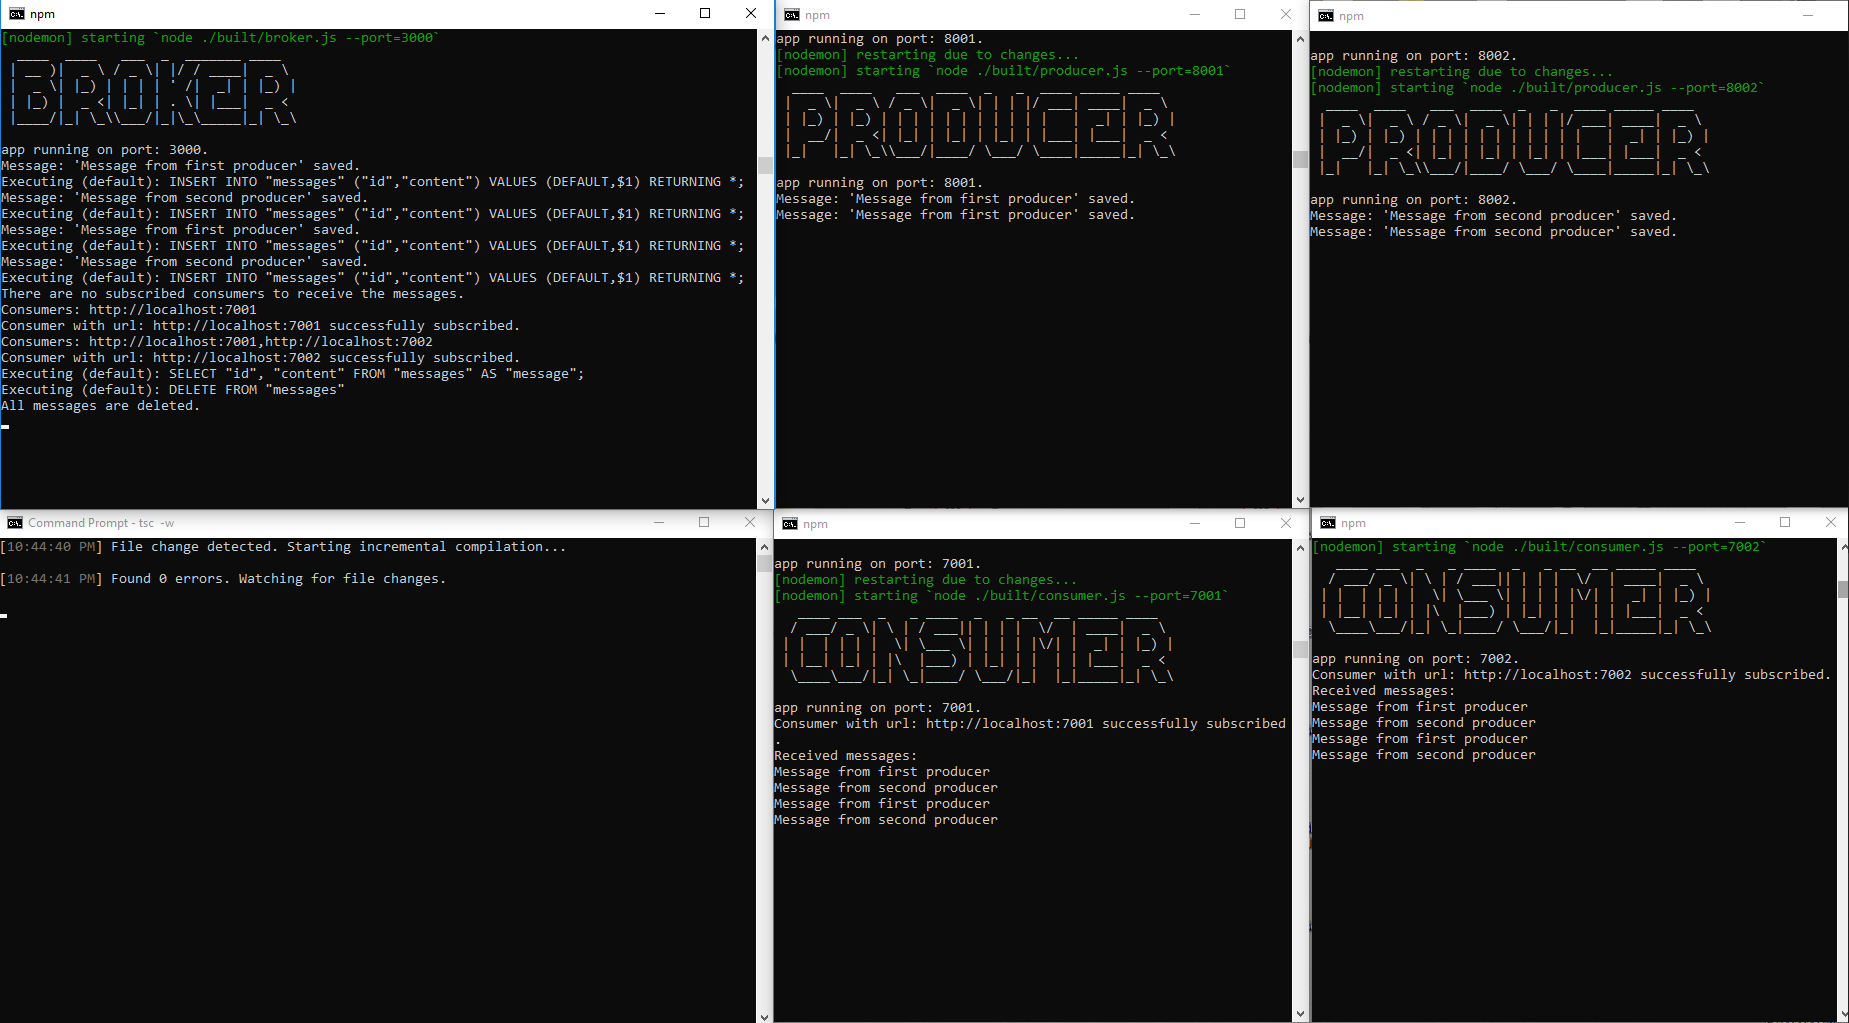 npm
[nodemon] starting `node ./built/broker.js --port=3000`
BROKER
app running on port: 3000.
Message: 'Message from first producer' saved.
Executing (default): INSERT INTO "messages" ("id","content") VALUES (DEFAULT,$1) RETURNING *;
Message: 'Message from second producer' saved.
Executing (default): INSERT INTO "messages" ("id","content") VALUES (DEFAULT,$1) RETURNING *;
Message: 'Message from first producer' saved.
Executing (default): INSERT INTO "messages" ("id","content") VALUES (DEFAULT,$1) RETURNING *;
Message: 'Message from second producer' saved.
Executing (default): INSERT INTO "messages" ("id","content") VALUES (DEFAULT,$1) RETURNING *;
There are no subscribed consumers to receive the messages.
Consumers: http://localhost:7001
Consumer with url: http://localhost:7001 successfully subscribed.
Consumers: http://localhost:7001,http://localhost:7002
Consumer with url: http://localhost:7002 successfully subscribed.
Executing (default): SELECT "id", "content" FROM "messages" AS "message";
Executing (default): DELETE FROM "messages"
All messages are deleted.
npm
app running on port: 8001.
[nodemon] restarting due to changes...
[nodemon] starting `node ./built/producer.js --port=8001`
PRODUCER
app running on port: 8001.
Message: 'Message from first producer' saved.
Message: 'Message from first producer' saved.
npm
app running on port: 8002.
[nodemon] restarting due to changes...
[nodemon] starting `node ./built/producer.js --port=8002`
PRODUCER
app running on port: 8002.
Message: 'Message from second producer' saved.
Message: 'Message from second producer' saved.
Command Prompt - tsc -w
[10:44:40 PM] File change detected. Starting incremental compilation...
[10:44:41 PM] Found 0 errors. Watching for file changes.
npm
app running on port: 7001.
[nodemon] restarting due to changes...
[nodemon] starting `node ./built/consumer.js --port=7001`
CONSUMER
app running on port: 7001.
Consumer with url: http://localhost:7001 successfully subscribed
.
Received messages:
Message from first producer
Message from second producer
Message from first producer
Message from second producer
npm
[nodemon] starting `node ./built/consumer.js --port=7002`
CONSUMER
app running on port: 7002.
Consumer with url: http://localhost:7002 successfully subscribed.
Received messages:
Message from first producer
Message from second producer
Message from first producer
Message from second producer